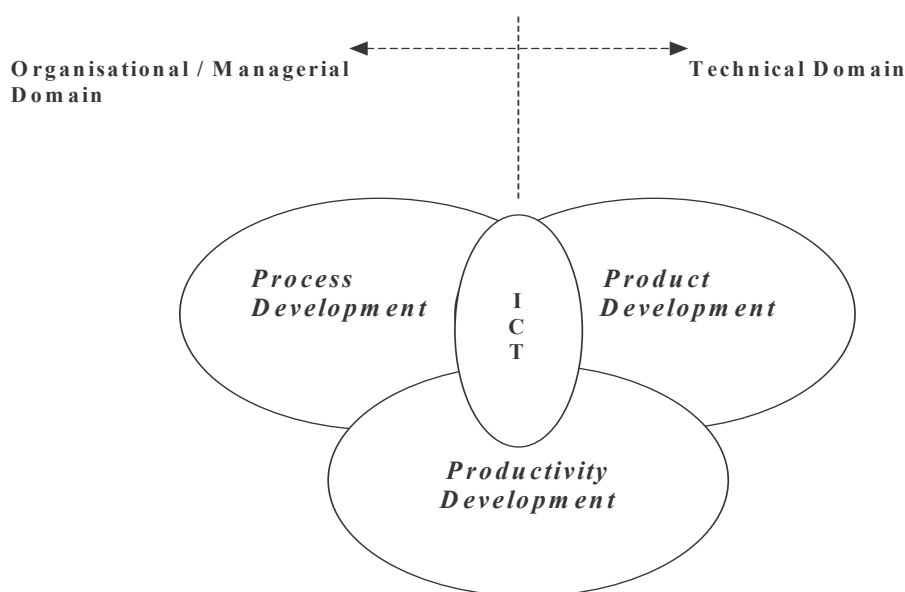 Organisational / Managerial
Domain
Technical Domain
Process
Development
Product
Development
I
C
T
Productivity
Development